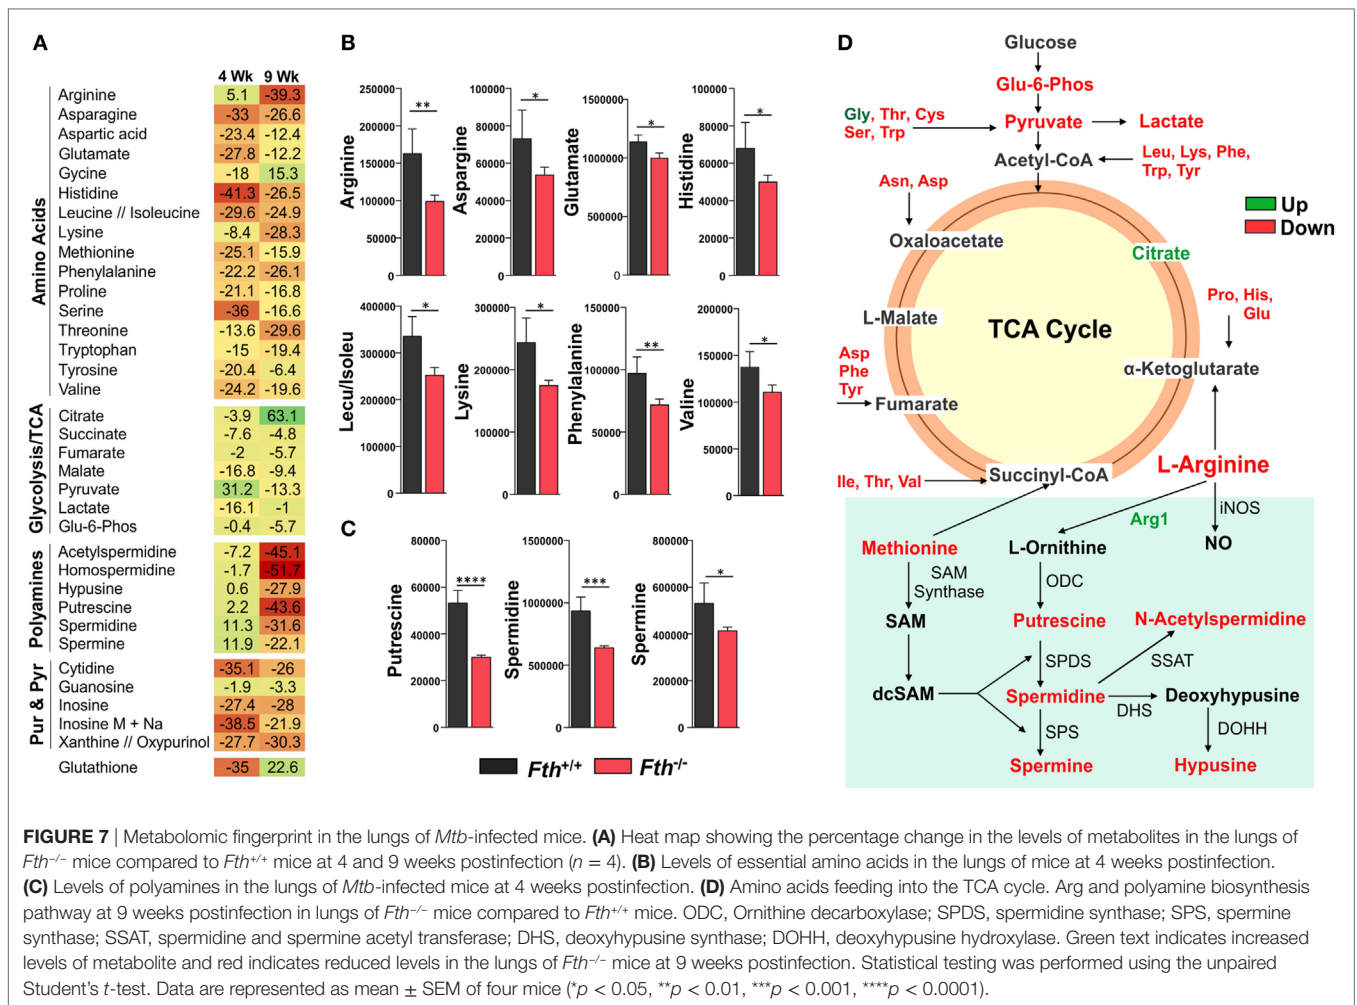 A
4 Wk 9 Wk
Amino Acids
Arginine 5.1 -39.3
Asparagine -33 -26.6
Aspartic acid -23.4 -12.4
Glutamate -27.8 -12.2
Gycine -18 15.3
Histidine -41.3 -26.5
Leucine // Isoleucine -29.6 -24.9
Lysine -8.4 -28.3
Methionine -25.1 -15.9
Phenylalanine -22.2 -26.1
Proline -21.1 -16.8
Serine -36 -16.6
Threonine -13.6 -29.6
Tryptophan -15 -19.4
Tyrosine -20.4 -6.4
Valine -24.2 -19.6
Glycolysis/TCA
Citrate -3.9 63.1
Succinate -7.6 -4.8
Fumarate -2 -5.7
Malate -16.8 -9.4
Pyruvate 31.2 -13.3
Lactate -16.1 -1
Glu-6-Phos -0.4 -5.7
Polyamines
Acetylspermidine -7.2 -45.1
Homospermidine -1.7 -51.7
Hypusine 0.6 -27.9
Putrescine 2.2 -43.6
Spermidine 11.3 -31.6
Spermine 11.9 -22.1
Pur & Pyr
Cytidine -35.1 -26
Guanosine -1.9 -3.3
Inosine -27.4 -28
Inosine M + Na -38.5 -21.9
Xanthine // Oxypurinol -27.7 -30.3
Glutathione -35 22.6
B
Arginine
250000
200000
150000
100000
50000
0
**
Aspargine
100000
80000
60000
40000
20000
0
*
Glutamate
1500000
1000000
500000
0
*
Histidine
100000
80000
60000
40000
20000
0
*
Lecu/Isoleu
400000
300000
200000
100000
0
*
Lysine
300000
200000
100000
0
*
Phenylalanine
150000
100000
50000
0
**
Valine
200000
150000
100000
50000
0
*
C
Putrescine
80000
60000
40000
20000
0
****
Spermidine
1500000
1000000
500000
0
***
Spermine
800000
600000
400000
200000
0
*
Fth+/+ Fth-/-
D
Glucose
Glu-6-Phos
Gly, Thr, Cys
Ser, Trp
Pyruvate
Lactate
Acetyl-CoA
Leu, Lys, Phe,
Trp, Tyr
Asn, Asp
Up
Down
Oxaloacetate
Citrate
Pro, His,
Glu
L-Malate
TCA Cycle
Asp
Phe
Tyr
α-Ketoglutarate
Fumarate
L-Arginine
Ile, Thr, Val
Succinyl-CoA
Arg1
iNOS
Methionine
L-Ornithine
NO
SAM
Synthase
ODC
SAM
Putrescine
N-Acetylspermidine
SPDS
SSAT
dcSAM
Spermidine
Deoxyhypusine
DHS
SPS
DOHH
Spermine
Hypusine
FIGURE 7 | Metabolomic fingerprint in the lungs of Mtb-infected mice. (A) Heat map showing the percentage change in the levels of metabolites in the lungs of
Fth−/− mice compared to Fth+/+ mice at 4 and 9 weeks postinfection (n = 4). (B) Levels of essential amino acids in the lungs of mice at 4 weeks postinfection.
(C) Levels of polyamines in the lungs of Mtb-infected mice at 4 weeks postinfection. (D) Amino acids feeding into the TCA cycle. Arg and polyamine biosynthesis
pathway at 9 weeks postinfection in lungs of Fth−/− mice compared to Fth+/+ mice. ODC, Ornithine decarboxylase; SPDS, spermidine synthase; SPS, spermine
synthase; SSAT, spermidine and spermine acetyl transferase; DHS, deoxyhypusine synthase; DOHH, deoxyhypusine hydroxylase. Green text indicates increased
levels of metabolite and red indicates reduced levels in the lungs of Fth−/− mice at 9 weeks postinfection. Statistical testing was performed using the unpaired
Student's t-test. Data are represented as mean ± SEM of four mice (*p < 0.05, **p < 0.01, ***p < 0.001, ****p < 0.0001).